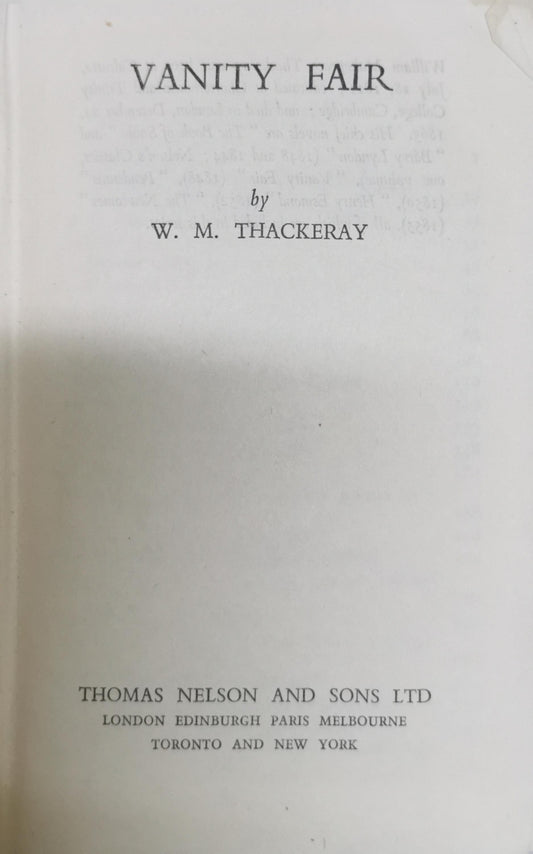 VANITY FAIR
by
W. M. THACKERAY
THOMAS NELSON AND SONS LTD
LONDON EDINBURGH PARIS MELBOURNE
TORONTO AND NEW YORK